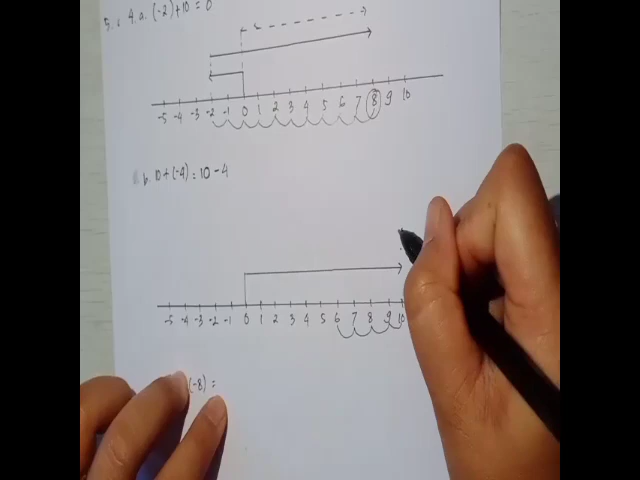 5. 4. a. (-2) + 10 = 0
-5 -4 -3 -2 -1 0 1 2 3 4 5 6 7 8 9 10
b. 10 + (-4) = 10 - 4
-5 -4 -3 -2 -1 0 1 2 3 4 5 6 7 8 9 10
(-8) =